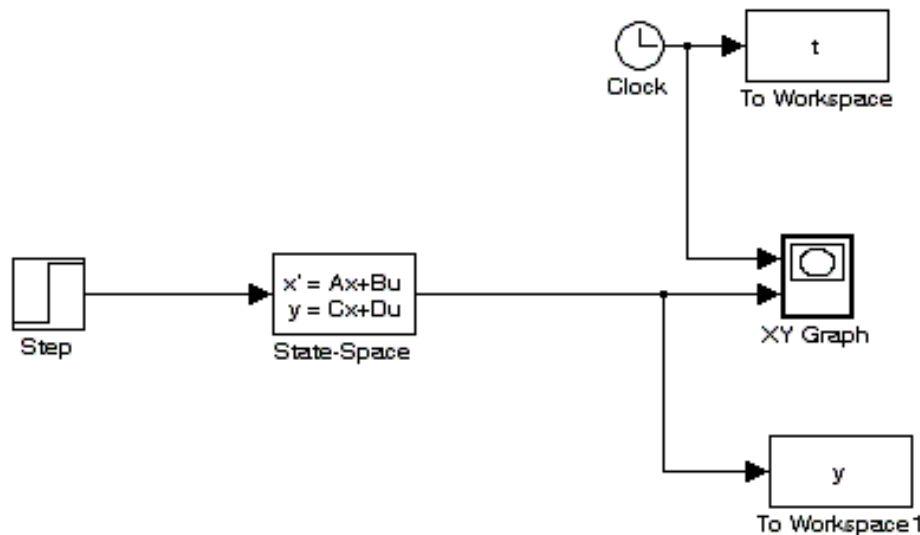 t
Clock
To Workspace
x' = Ax+Bu
y = Cx+Du
Step
State-Space
XY Graph
y
To Workspace1